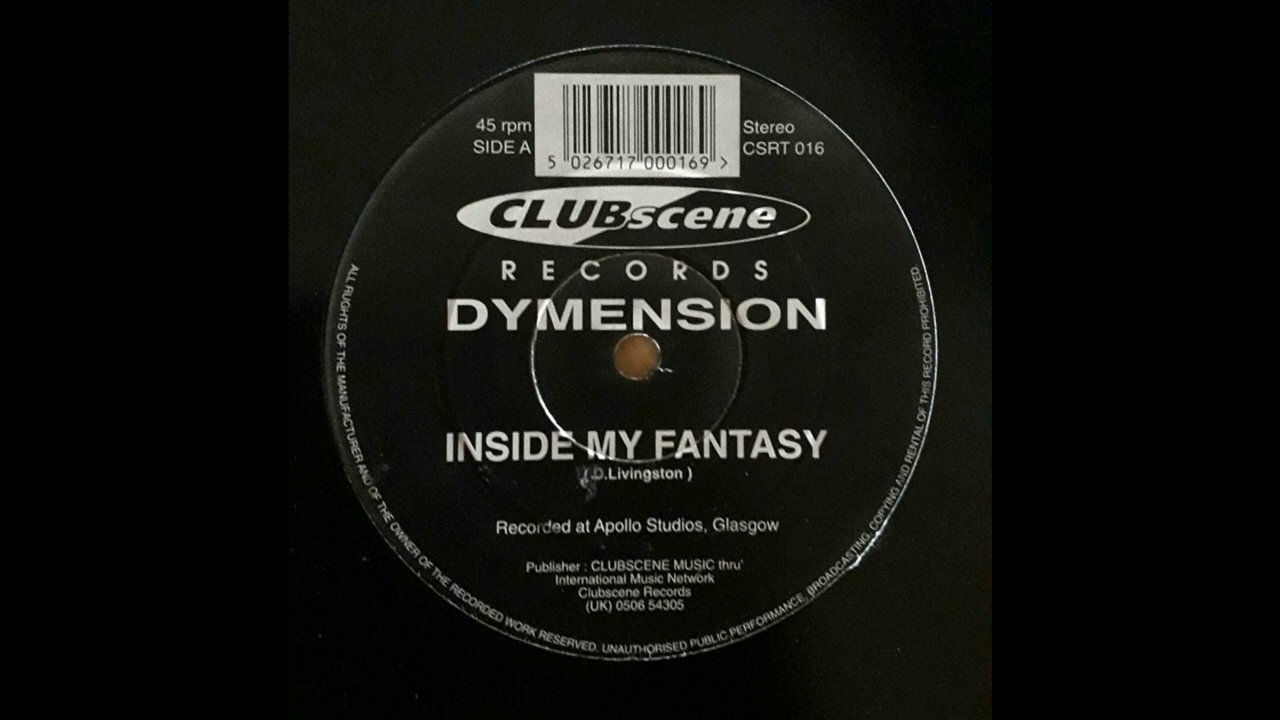 45 rpm
SIDE A
5 026717 000169 >
Stereo
CSRT 016
CLUBscene
RECORDS
DYMENSION
INSIDE MY FANTASY
( D.Livingston )
Recorded at Apollo Studios, Glasgow
Publisher : CLUBSCENE MUSIC thru'
International Music Network
Clubscene Records
(UK) 0506 54305
ALL RIGHTS OF THE MANUFACTURER AND OF THE OWNER OF THE RECORDED WORK RESERVED. UNAUTHORISED PUBLIC PERFORMANCE, BROADCASTING, COPYING AND RENTAL OF THIS RECORD PROHIBITED.